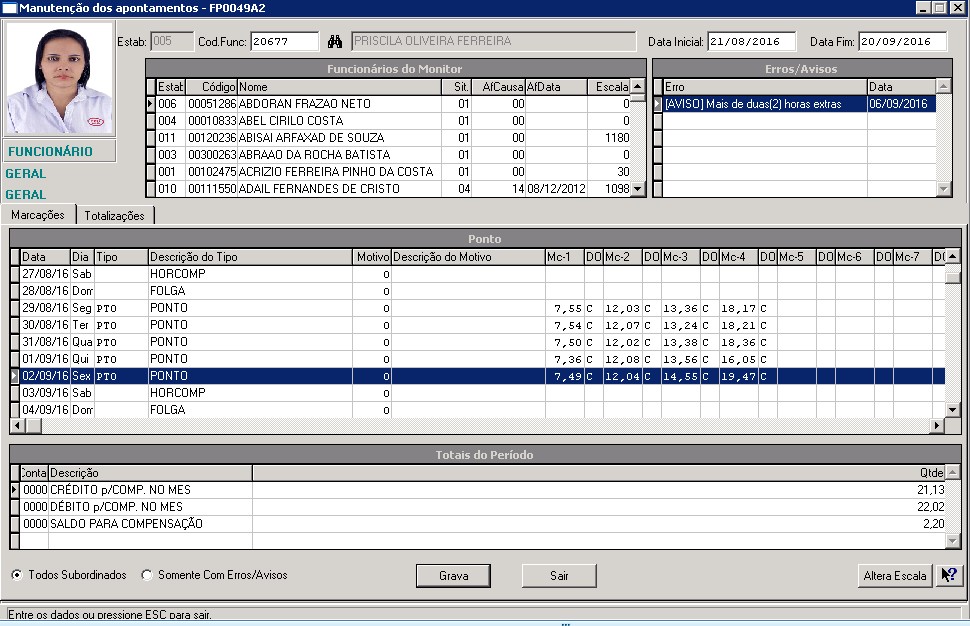 Manutenção dos apontamentos - FP0049A2
Estab: 005 Cod.Func: 20677 PRISCILA OLIVEIRA FERREIRA Data Inicial: 21/08/2016 Data Fim: 20/09/2016
FUNCIONÁRIO
GERAL
GERAL
Funcionários do Monitor
Estat Código Nome Sit. AfCausa AfData Escala
006 00051286 ABDORAN FRAZAO NETO 01 00 0
004 00010833 ABEL CIRILO COSTA 01 00 0
011 00120236 ABISAI ARFAXAD DE SOUZA 01 00 1180
003 00300263 ABRAAO DA ROCHA BATISTA 01 00 0
001 00102475 ACRIZIO FERREIRA PINHO DA COSTA 01 00 30
010 00111550 ADAIL FERNANDES DE CRISTO 04 14 08/12/2012 1098
Erros/Avisos
Erro Data
[AVISO] Mais de duas(2) horas extras 06/09/2016
Marcações Totalizações
Ponto
Data Dia Tipo Descrição do Tipo Motivo Descrição do Motivo Mc-1 DO Mc-2 DO Mc-3 DO Mc-4 DO Mc-5 DO Mc-6 DO Mc-7 DO
27/08/16 Sab HORCOMP 0
28/08/16 Dom FOLGA 0
29/08/16 Seg PTO PONTO 0 7,55 C 12,03 C 13,36 C 18,17 C
30/08/16 Ter PTO PONTO 0 7,54 C 12,07 C 13,24 C 18,21 C
31/08/16 Qua PTO PONTO 0 7,50 C 12,02 C 13,38 C 18,36 C
01/09/16 Qui PTO PONTO 0 7,36 C 12,08 C 13,56 C 16,05 C
02/09/16 Sex PTO PONTO 0 7,49 C 12,04 C 14,55 C 19,47 C
03/09/16 Sab HORCOMP 0
04/09/16 Dom FOLGA 0
Totais do Período
Conta Descrição Qtde
0000 CRÉDITO p/COMP. NO MES 21,13
0000 DÉBITO p/COMP. NO MES 22,02
0000 SALDO PARA COMPENSAÇÃO 2,20
Todos Subordinados Somente Com Erros/Avisos Grava Sair Altera Escala
Entre os dados ou pressione ESC para sair.